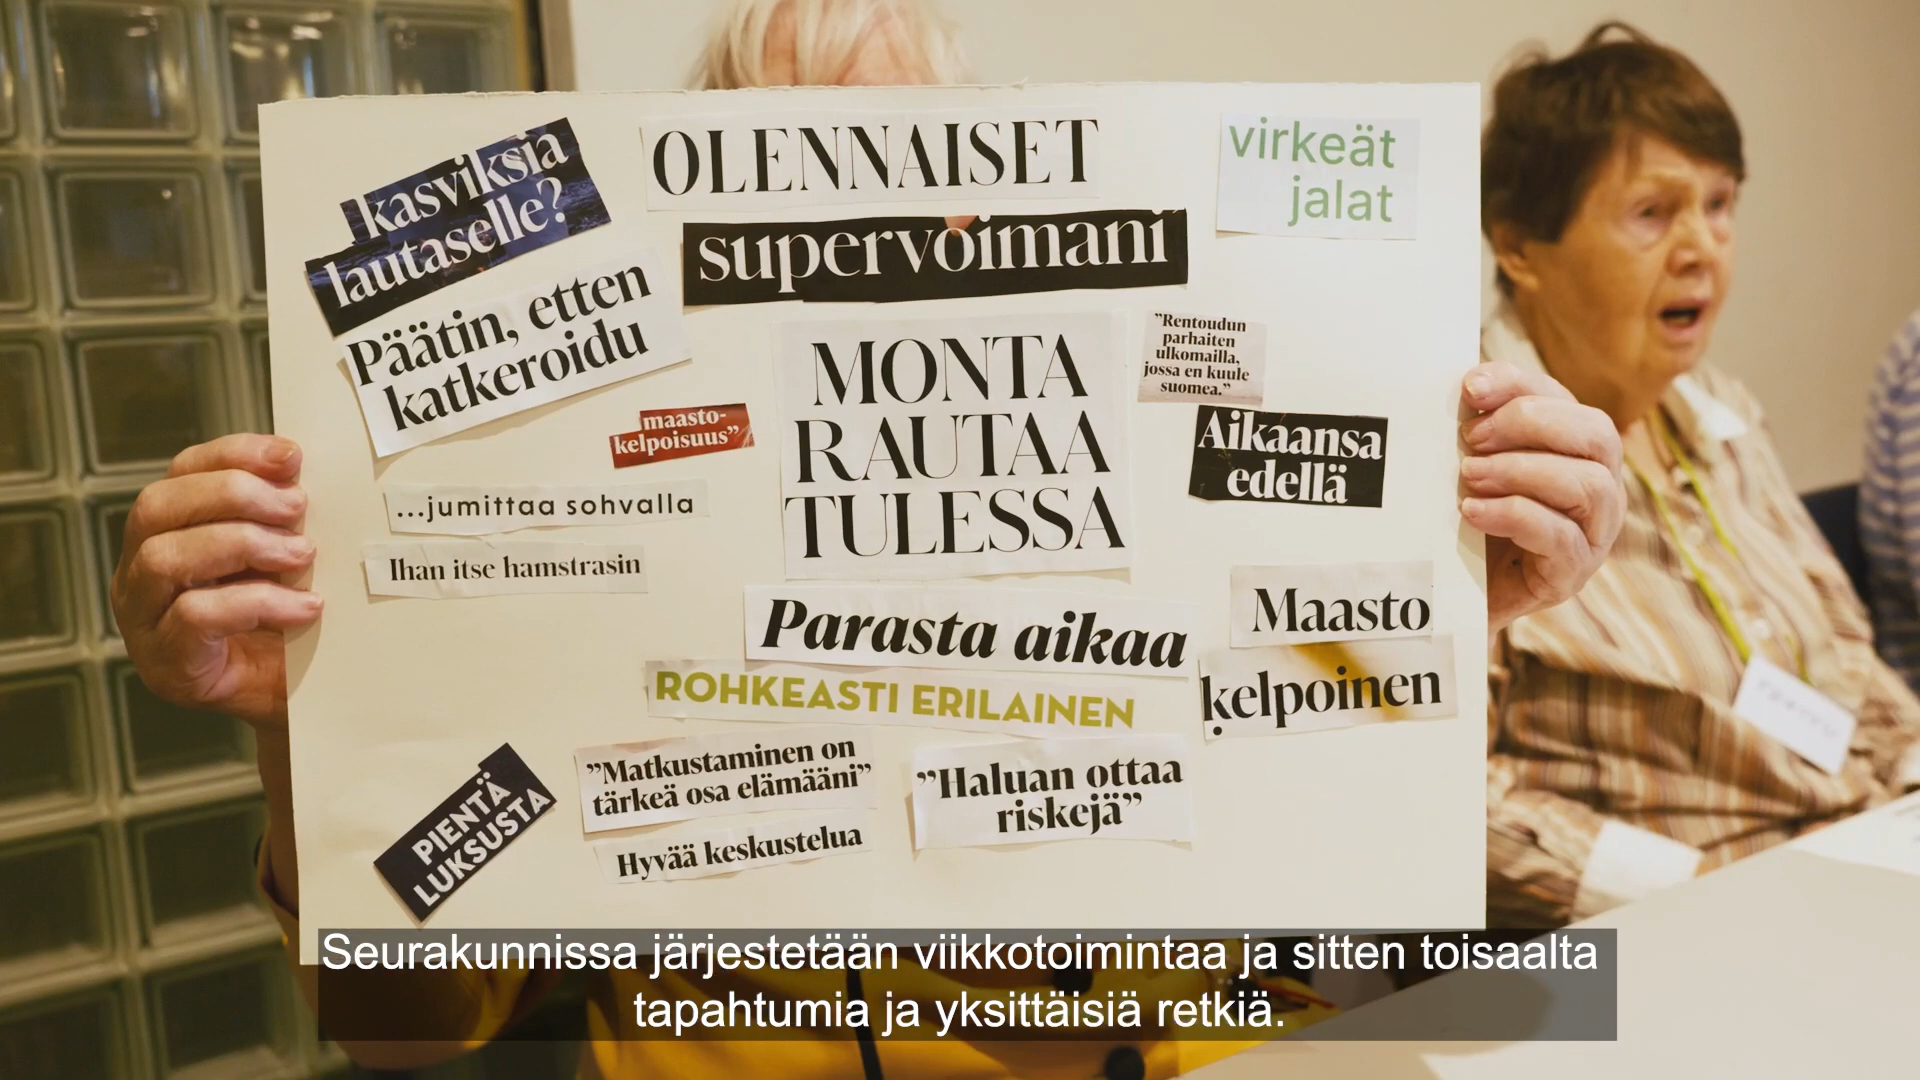 kasviksia
lautaselle?
OLENNAISET
virkeät
jalat
supervoimani
Päätin, etten
katkeroidu
MONTA
RAUTAA
TULESSA
"Rentoudun
parhaiten
ulkomailla,
jossa en kuule
suomea."
maasto-
kelpoisuus"
Aikaansa
edellä
...jumittaa sohvalla
Ihan itse hamstrasin
Parasta aikaa
Maasto
kelpoinen
ROHKEASTI ERILAINEN
PIENTÄ
LUKSUSTA
"Matkustaminen on
tärkeä osa elämääni"
"Haluan ottaa
riskejä"
Hyvää keskustelua
Seurakunnissa järjestetään viikkotoimintaa ja sitten toisaalta
tapahtumia ja yksittäisiä retkiä.